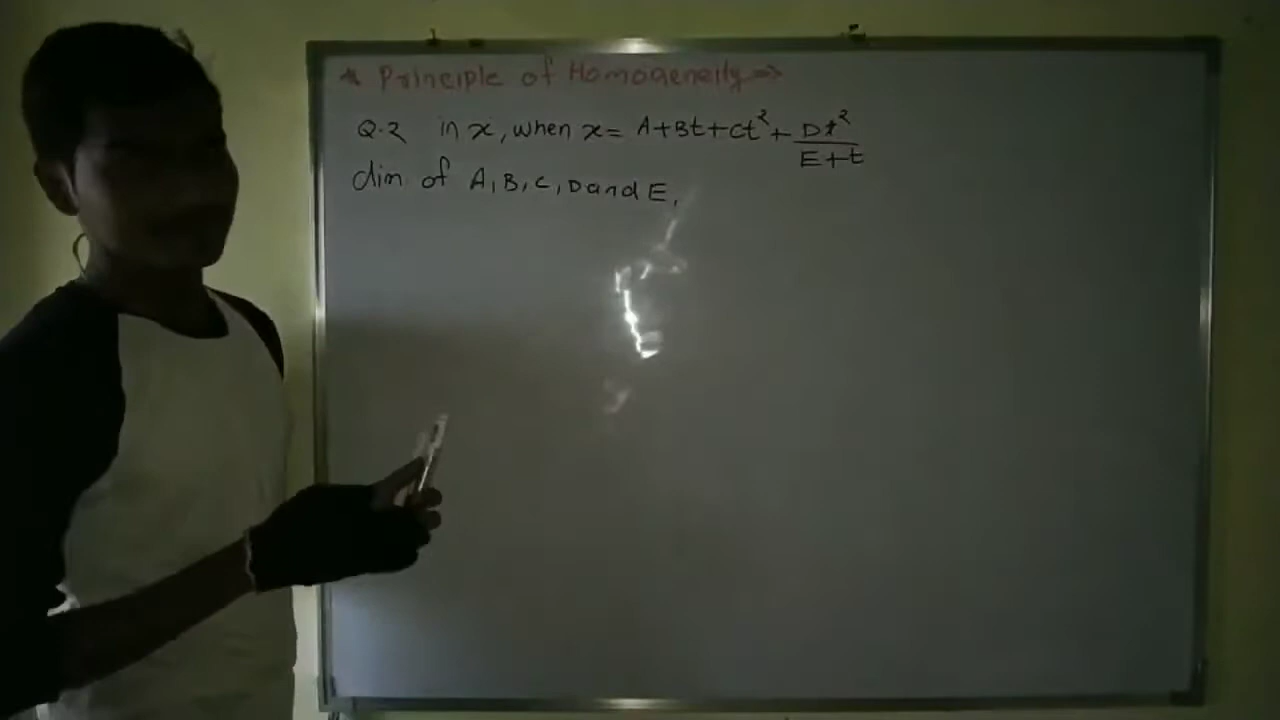 * Principle of Homogeneity =>
Q.2 in x, when x = A+Bt+ct²+ Dt²/E+t
dim of A, B, C, D and E,